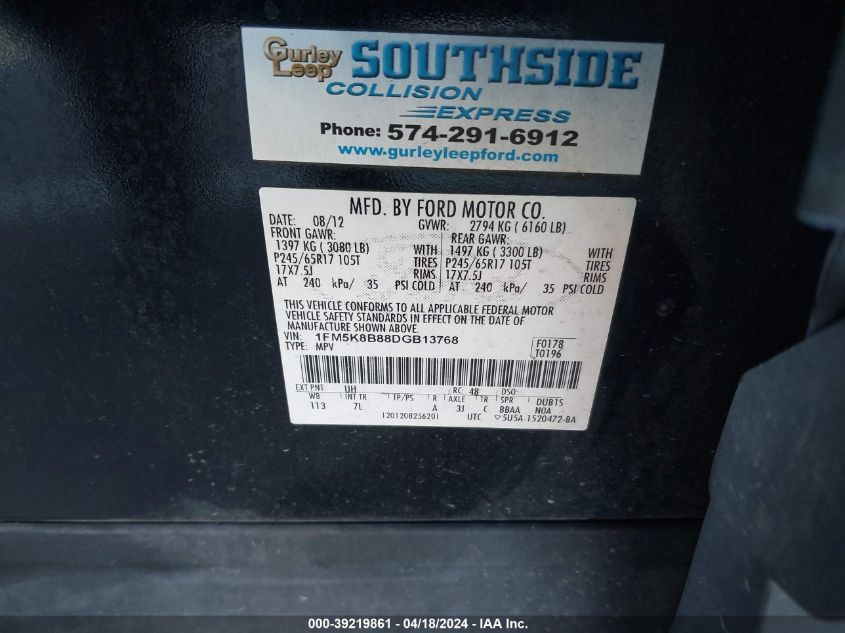 Gurley Leep SOUTHSIDE
COLLISION
EXPRESS
Phone: 574-291-6912
www.gurleyleepford.com
MFD. BY FORD MOTOR CO.
DATE: 08/12 GVWR: 2794 KG ( 6160 LB)
FRONT GAWR: REAR GAWR:
1397 KG ( 3080 LB) WITH 1497 KG ( 3300 LB) WITH
P245/65R17 105T TIRES P245/65R17 105T TIRES
17X7.5J RIMS 17X7.5J RIMS
AT 240 kPa/ 35 PSI COLD AT 240 kPa/ 35 PSI COLD
THIS VEHICLE CONFORMS TO ALL APPLICABLE FEDERAL MOTOR
VEHICLE SAFETY STANDARDS IN EFFECT ON THE DATE OF
MANUFACTURE SHOWN ABOVE.
VIN: 1FM5K8B88DGB13768 F0178
TYPE: MPV T0196
EXT PNT: UH RC: 48 DSO:
WB INT TR TP/PS R AXLE TR SPR DUBTS
113 7L A 3J C BBAA NOA
1201208256201 UTC 5U5A-1520472-BA
000-39219861 - 04/18/2024 - IAA Inc.